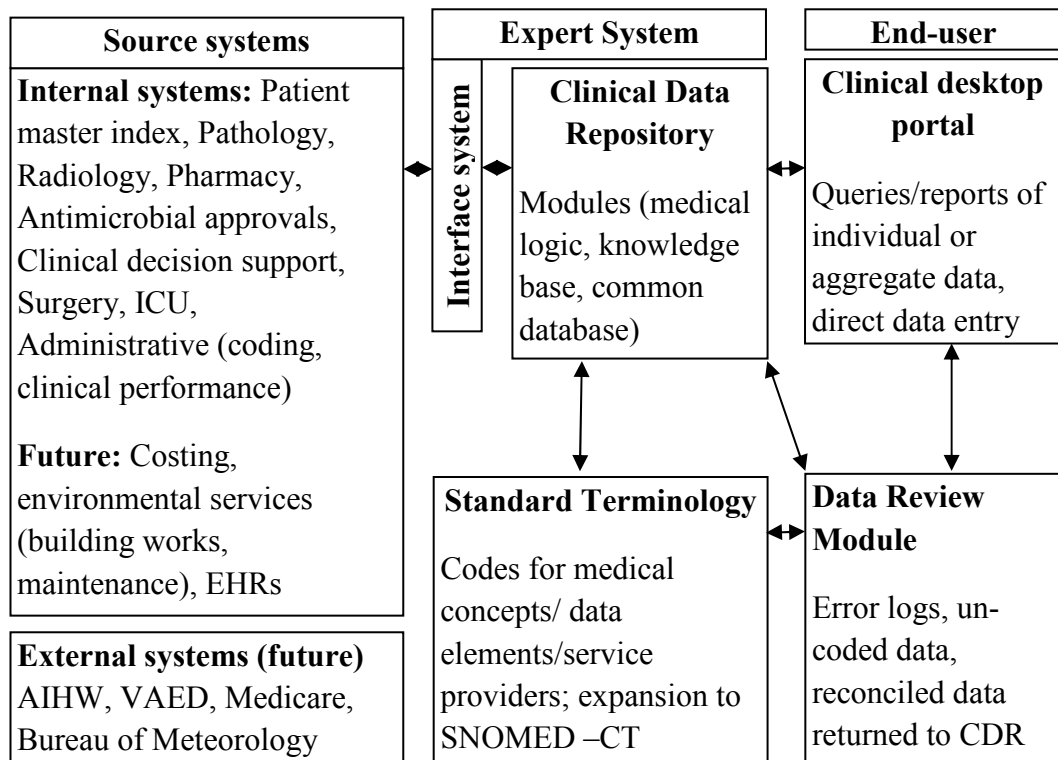 Source systems
Internal systems: Patient
master index, Pathology,
Radiology, Pharmacy,
Antimicrobial approvals,
Clinical decision support,
Surgery, ICU,
Administrative (coding,
clinical performance)
Future: Costing,
environmental services
(building works,
maintenance), EHRs
External systems (future)
AIHW, VAED, Medicare,
Bureau of Meteorology
Expert System
Interface system
Clinical Data
Repository
Modules (medical
logic, knowledge
base, common
database)
Standard Terminology
Codes for medical
concepts/ data
elements/service
providers; expansion to
SNOMED –CT
End-user
Clinical desktop
portal
Queries/reports of
individual or
aggregate data,
direct data entry
Data Review
Module
Error logs, un-
coded data,
reconciled data
returned to CDR